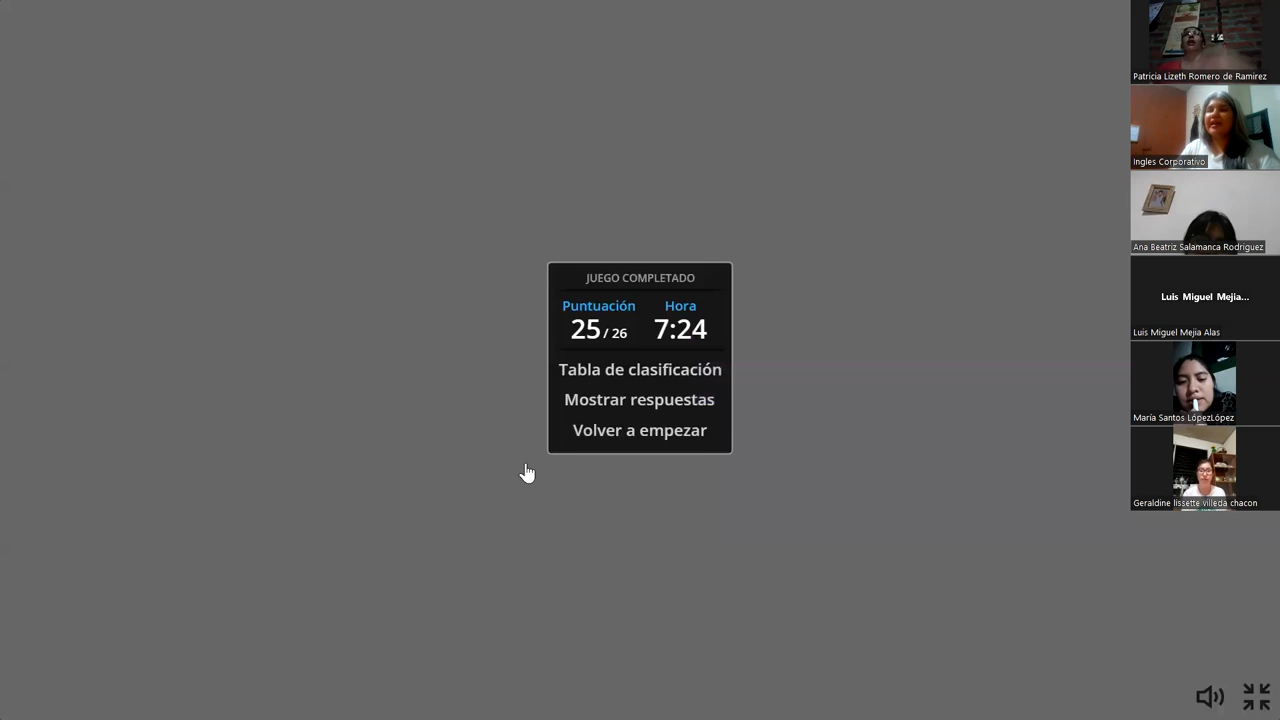 JUEGO COMPLETADO
Puntuación Hora
25 / 26 7:24
Tabla de clasificación
Mostrar respuestas
Volver a empezar
Patricia Lizeth Romero de Ramirez
Ingles Corporativo
Ana Beatriz Salamanca Rodriguez
Luis Miguel Mejia...
Luis Miguel Mejia Alas
María Santos LópezLópez
Geraldine lissette villeda chacon